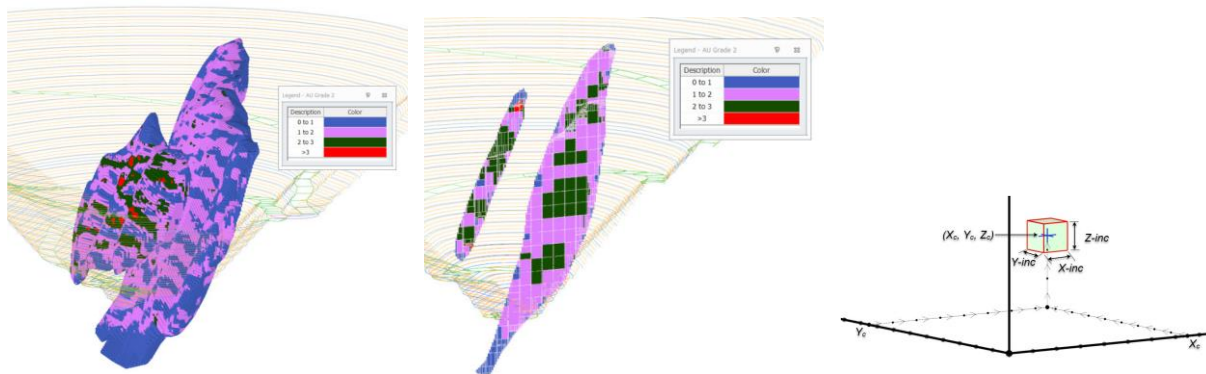 Legend - AU Grade 2
Description Color
0 to 1
1 to 2
2 to 3
>3
Legend - AU Grade 2
Description Color
0 to 1
1 to 2
2 to 3
>3
(Xc, Yc, Zc)
Z-inc
Y-inc
X-inc
Yc
Xc